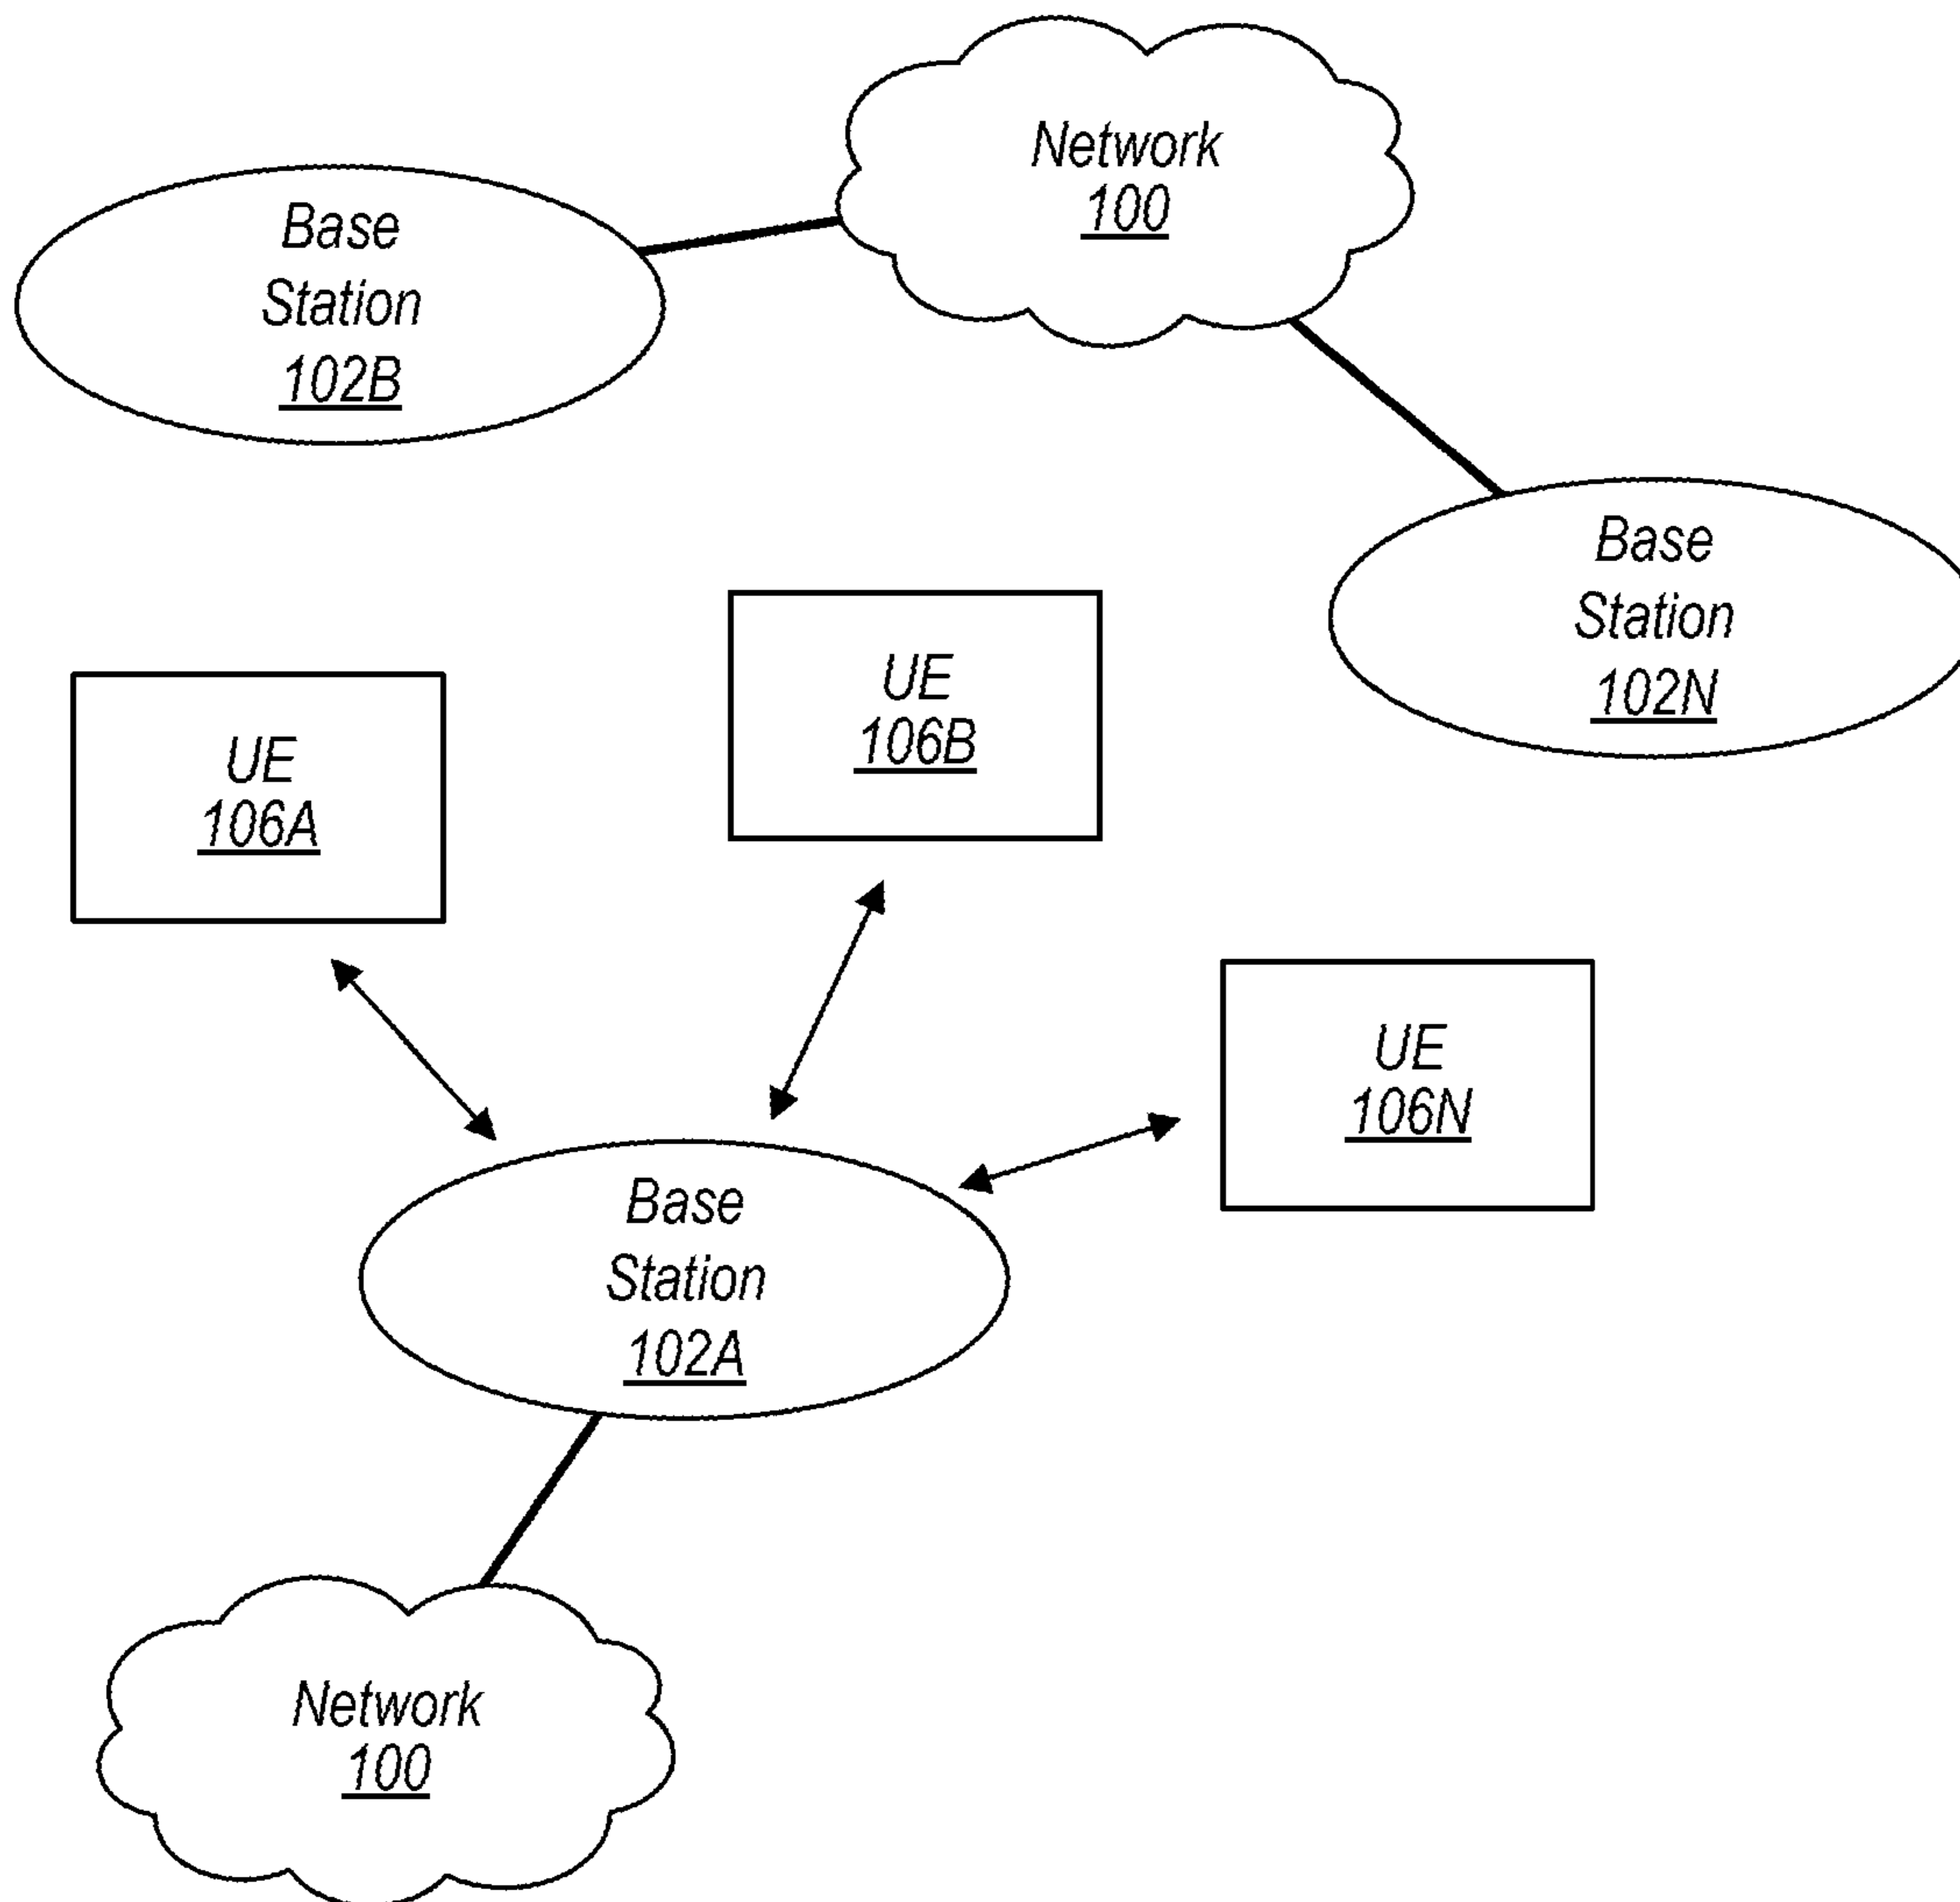 Network
100
Base
Station
102B
Base
Station
102N
UE
106B
UE
106A
UE
106N
Base
Station
102A
Network
100